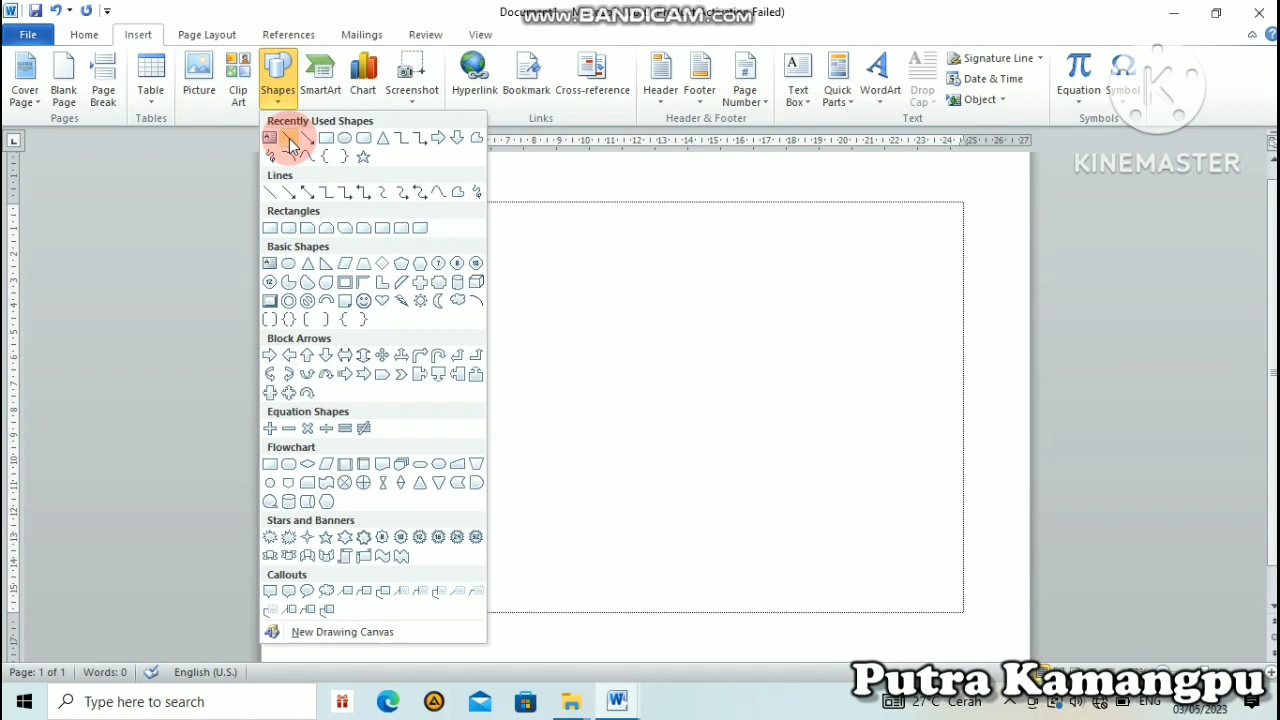 Document1
www.BANDICAM.com
Activation Failed)
File Home Insert Page Layout References Mailings Review View
Cover Page
Blank Page
Page Break
Table
Picture
Clip Art
Shapes
SmartArt
Chart
Screenshot
Hyperlink
Bookmark
Cross-reference
Header
Footer
Page Number
Text Box
Quick Parts
WordArt
Drop Cap
Signature Line
Date & Time
Object
Equation
Symbol
Pages
Tables
Links
Header & Footer
Text
Symbols
KINEMASTER
Recently Used Shapes
Lines
Rectangles
Basic Shapes
Block Arrows
Equation Shapes
Flowchart
Stars and Banners
Callouts
New Drawing Canvas
Page: 1 of 1 Words: 0 English (U.S.)
Putra Kamangpu
Type here to search
27°C Cerah
ENG
03/05/2023